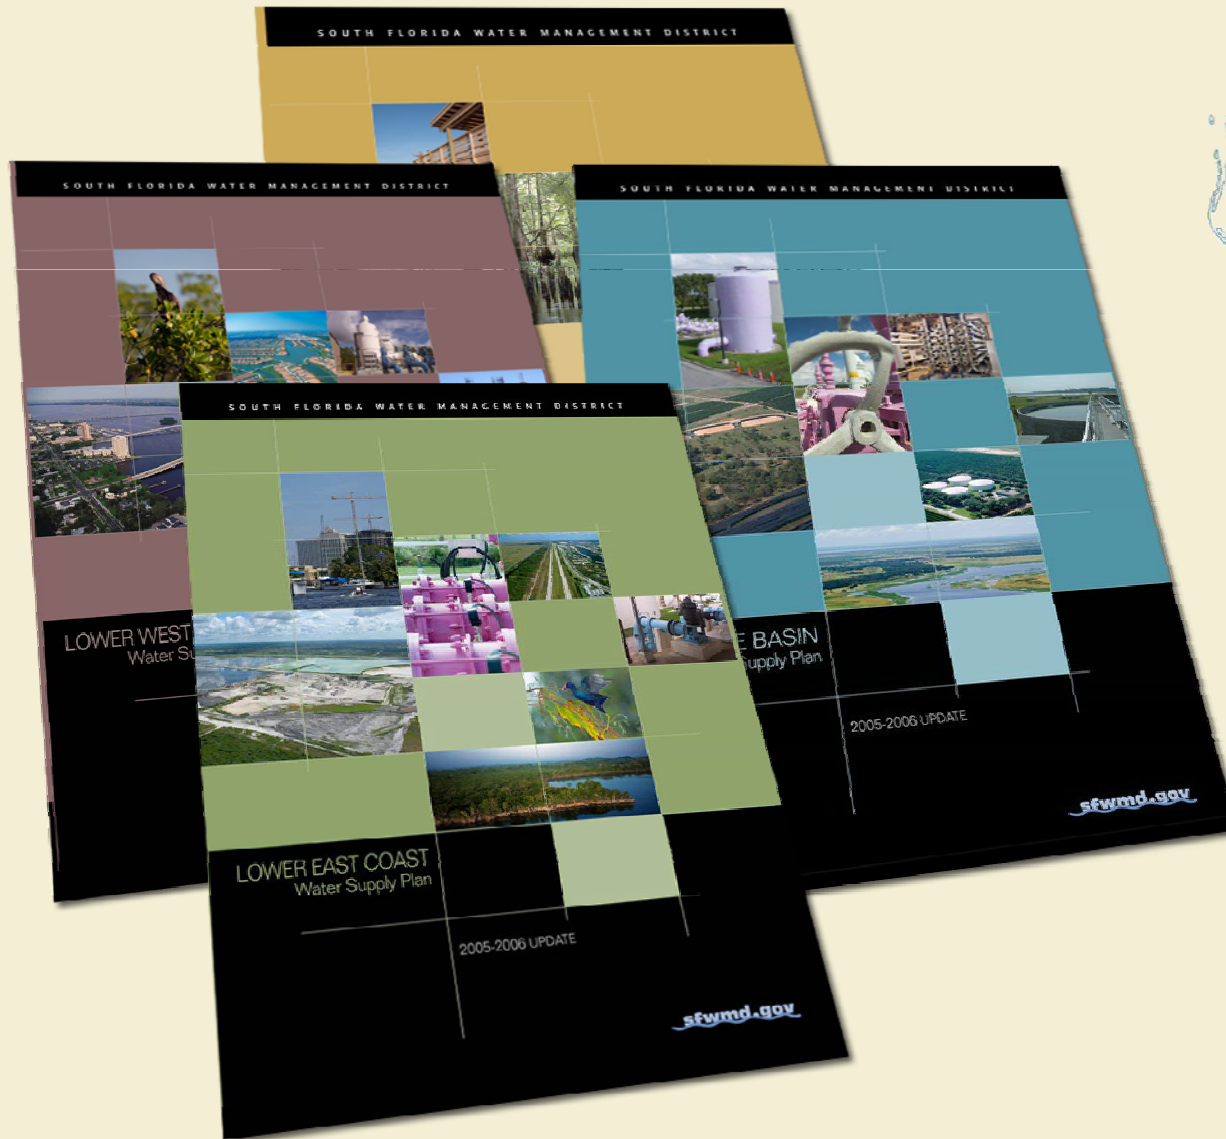 SOUTH FLORIDA WATER MANAGEMENT DISTRICT
SOUTH FLORIDA WATER MANAGEMENT DISTRICT
SOUTH FLORIDA WATER MANAGEMENT DISTRICT
SOUTH FLORIDA WATER MANAGEMENT DISTRICT
LOWER WEST
Water Su
E BASIN
Supply Plan
2005-2006 UPDATE
sfwmd.gov
LOWER EAST COAST
Water Supply Plan
2005-2006 UPDATE
sfwmd.gov